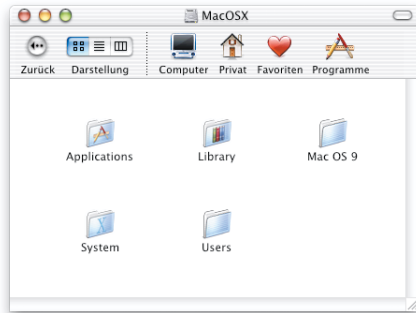 MacOSX
Zurück Darstellung Computer Privat Favoriten Programme
Applications Library Mac OS 9
System Users